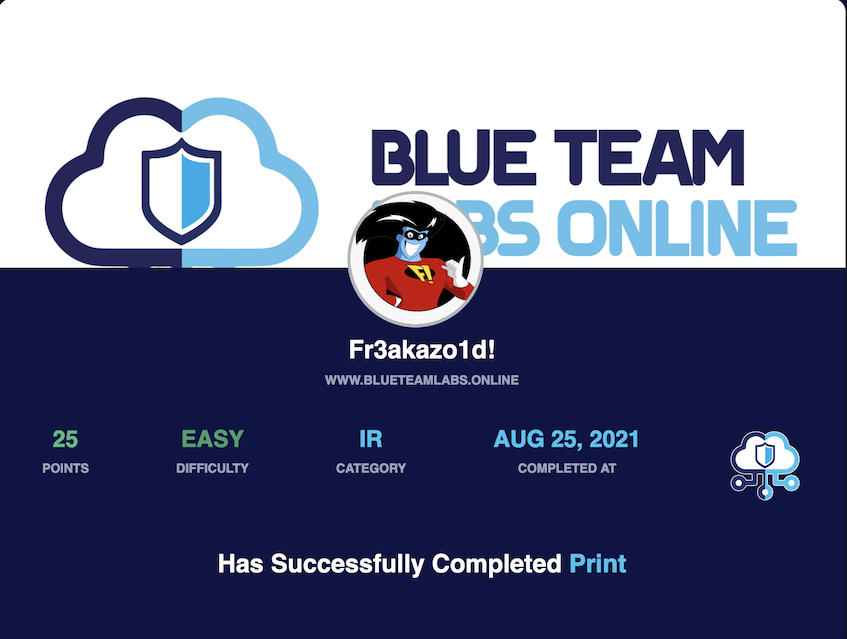 BLUE TEAM
BS ONLINE
F!
Fr3akazo1d!
WWW.BLUETEAMLABS.ONLINE
25 EASY IR AUG 25, 2021
POINTS DIFFICULTY CATEGORY COMPLETED AT
Has Successfully Completed Print